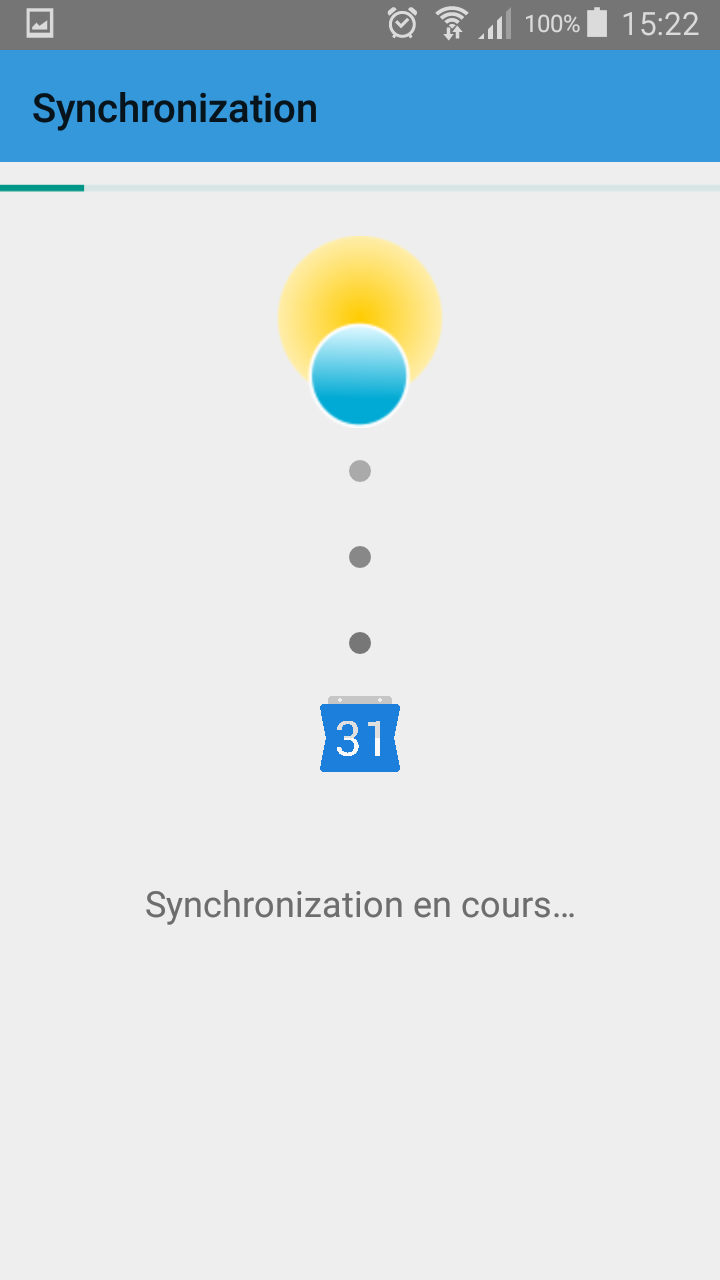 100% 15:22
Synchronization
31
Synchronization en cours...